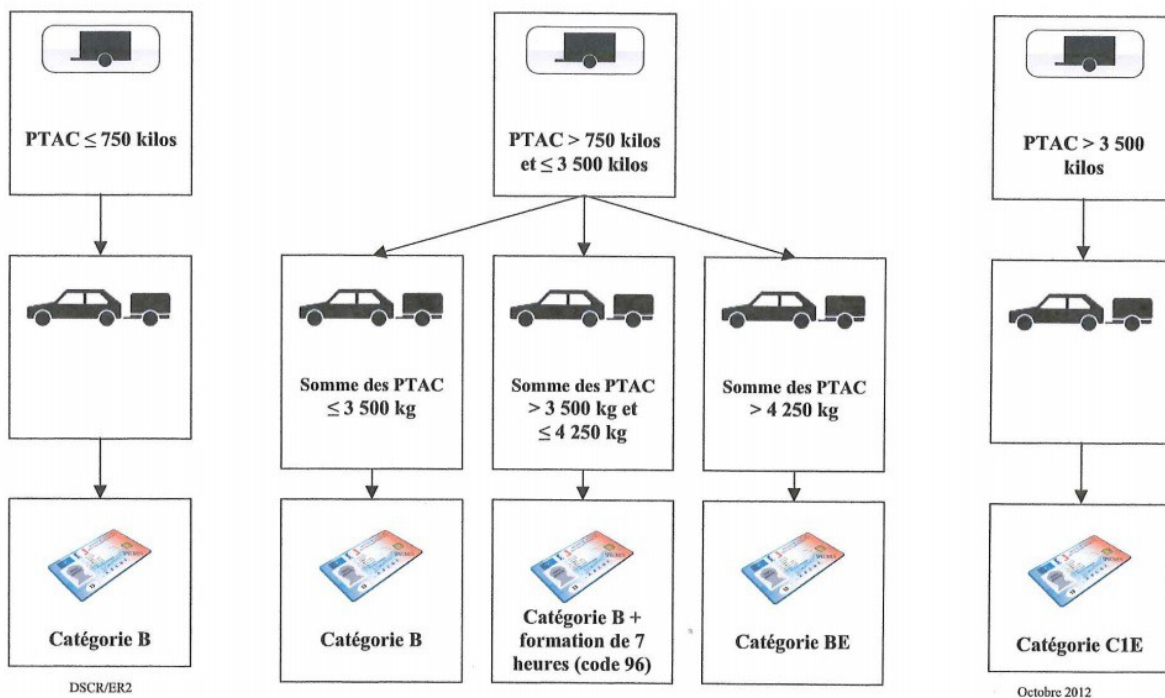 PTAC ≤ 750 kilos
PTAC > 750 kilos
et ≤ 3 500 kilos
PTAC > 3 500
kilos
Somme des PTAC
≤ 3 500 kg
Somme des PTAC
> 3 500 kg et
≤ 4 250 kg
Somme des PTAC
> 4 250 kg
Catégorie B
Catégorie B
Catégorie B +
formation de 7
heures (code 96)
Catégorie BE
Catégorie C1E
DSCR/ER2
Octobre 2012